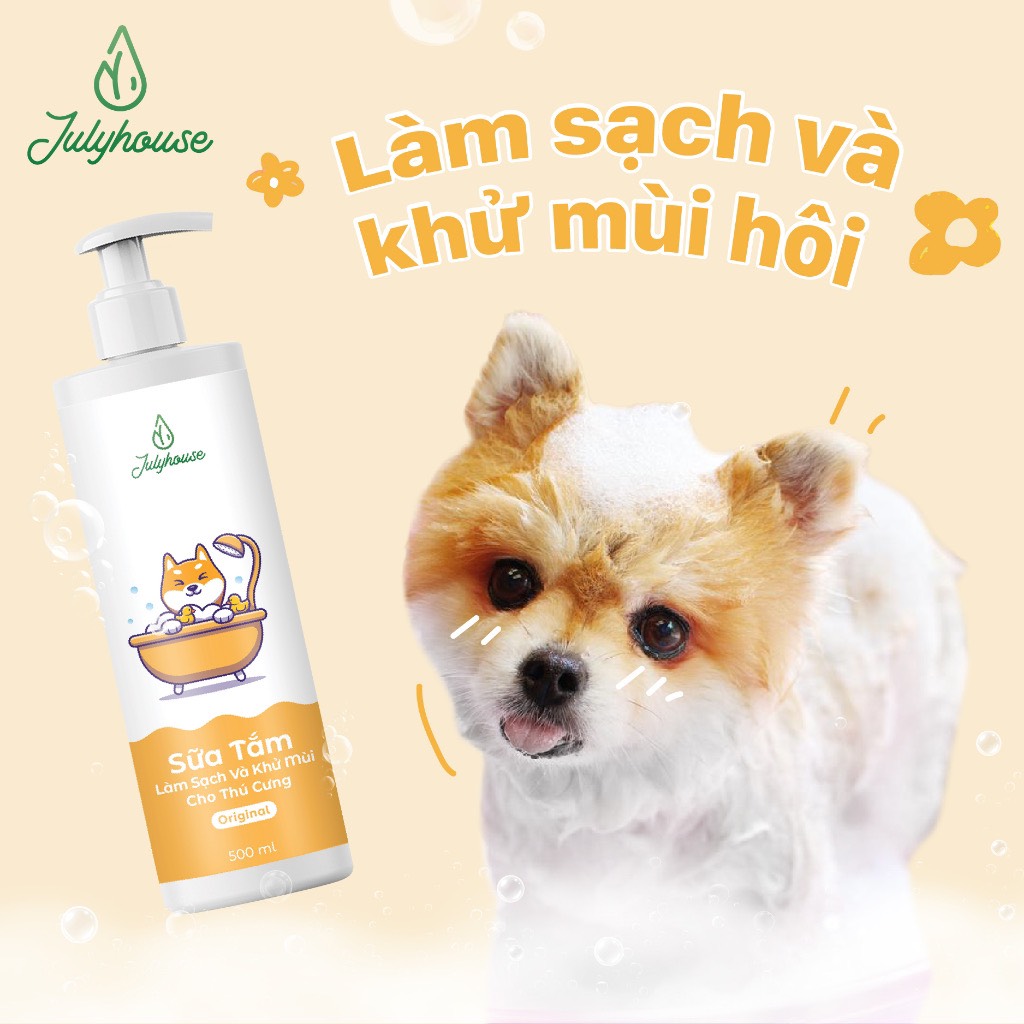 Julyhouse
Làm sạch và
khử mùi hôi
Julyhouse
Sữa Tắm
Làm Sạch Và Khử Mùi
Cho Thú Cưng
Original
500 ml